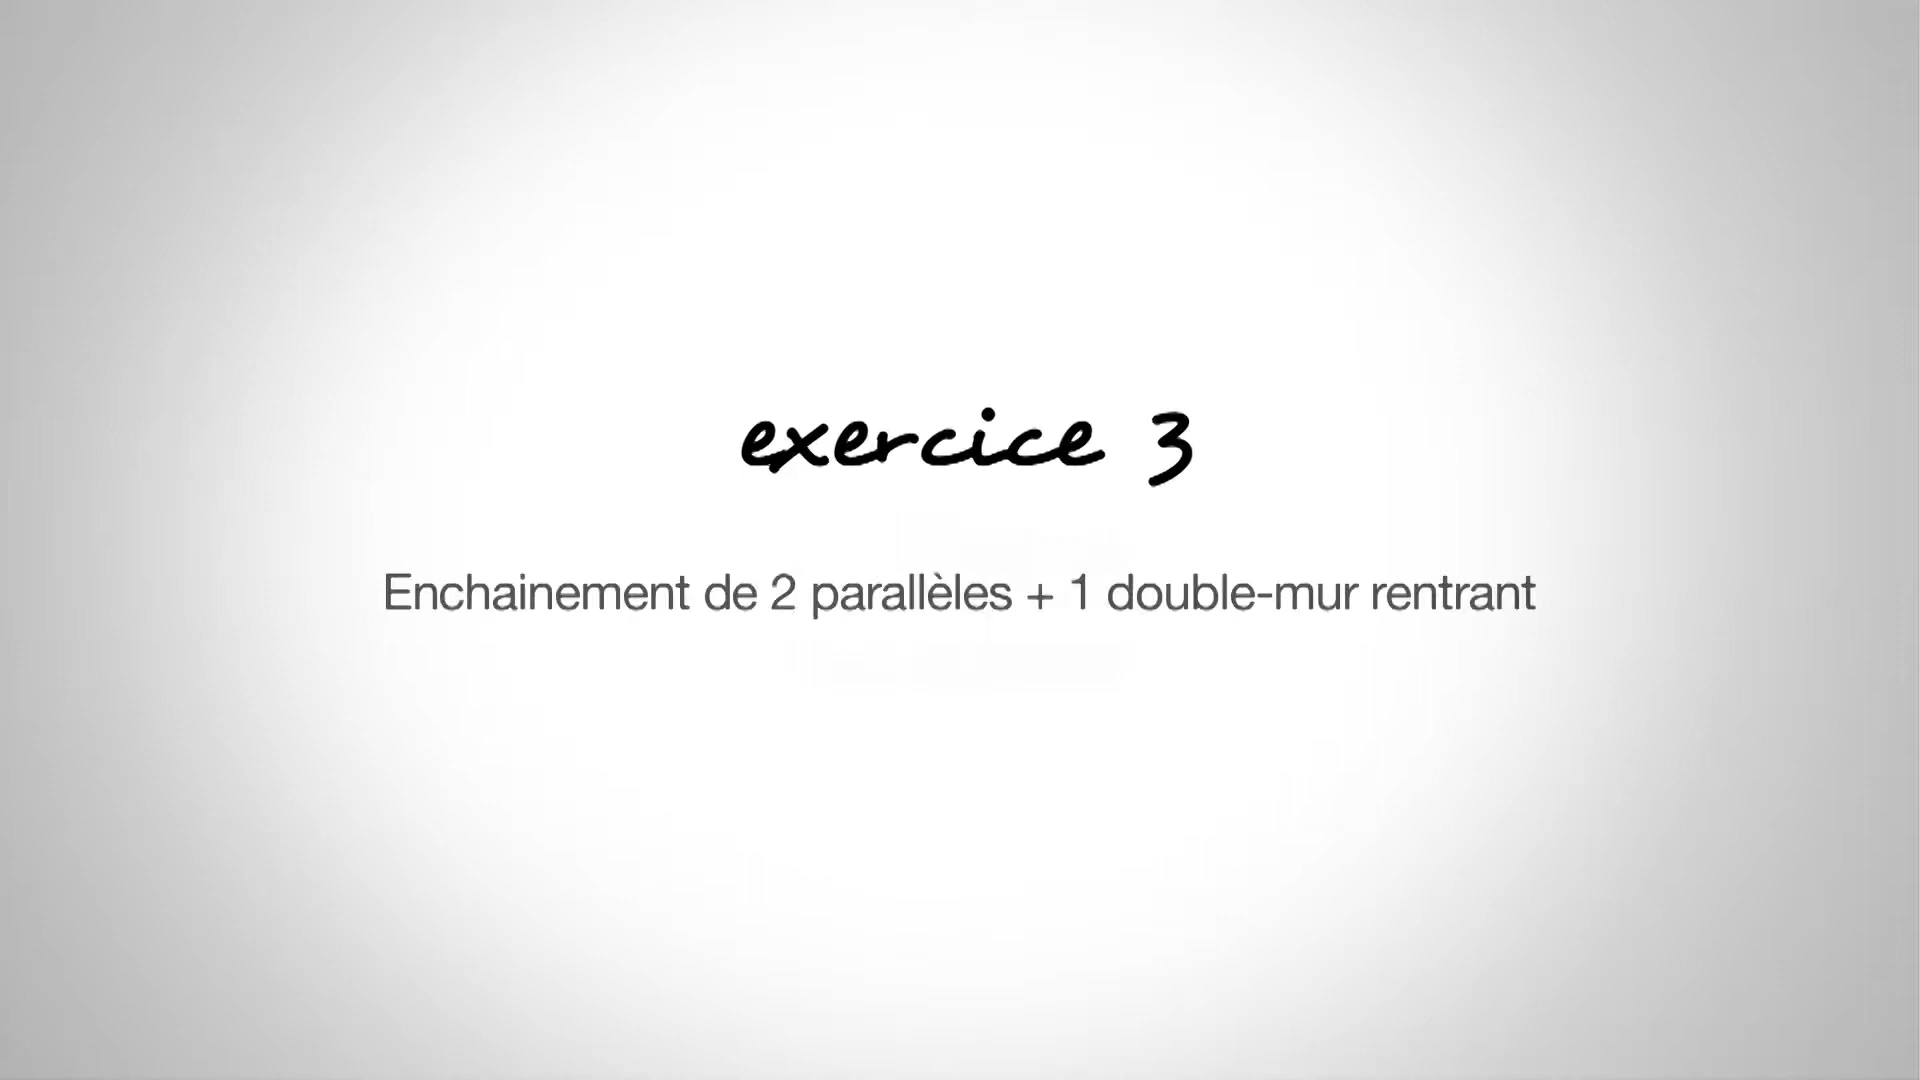 exercice 3
Enchainement de 2 parallèles + 1 double-mur rentrant